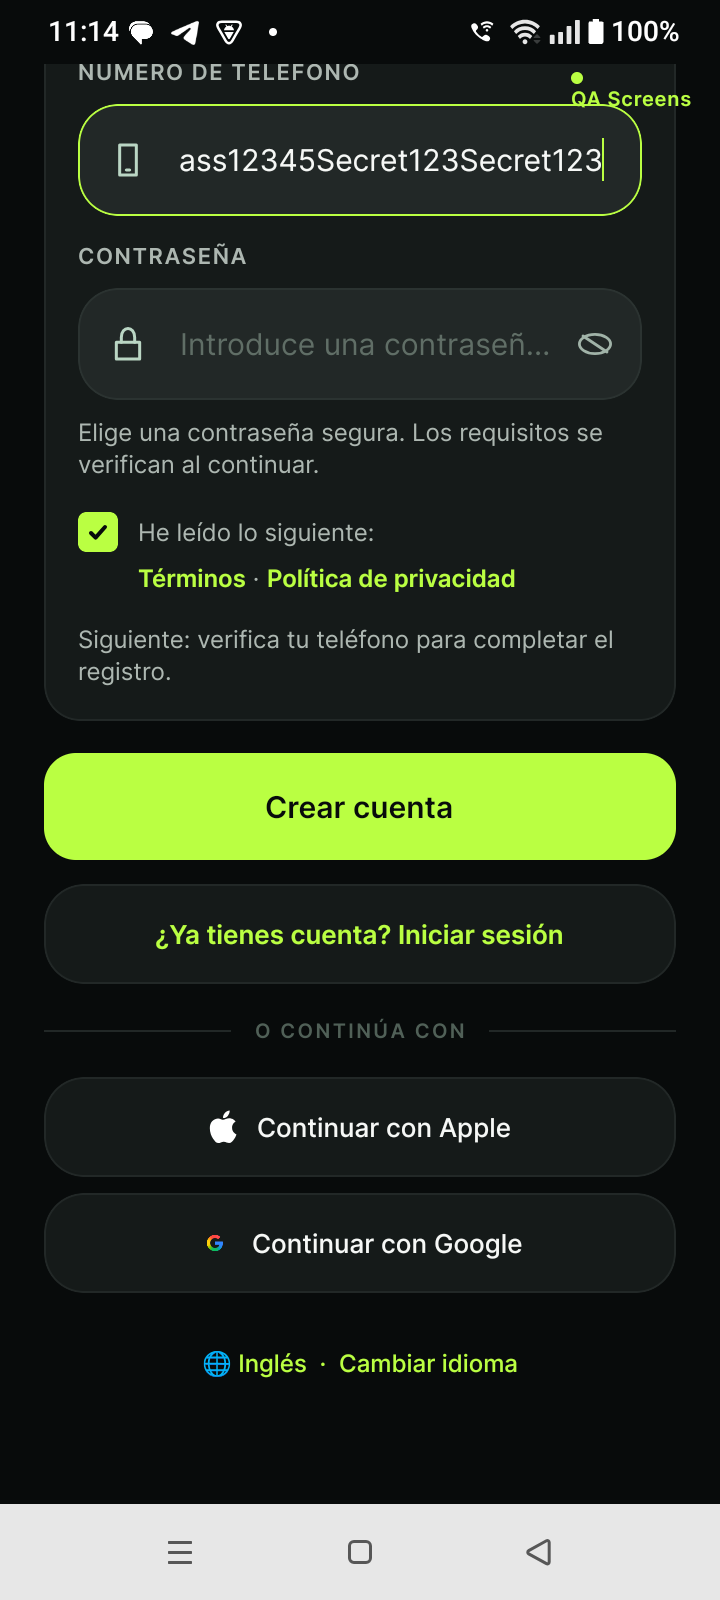 11:14
100%
NÚMERO DE TELÉFONO
QA Screens
ass12345Secret123Secret123
CONTRASEÑA
Introduce una contraseñ...
Elige una contraseña segura. Los requisitos se
verifican al continuar.
He leído lo siguiente:
Términos · Política de privacidad
Siguiente: verifica tu teléfono para completar el
registro.
Crear cuenta
¿Ya tienes cuenta? Iniciar sesión
O CONTINÚA CON
Continuar con Apple
Continuar con Google
Inglés · Cambiar idioma